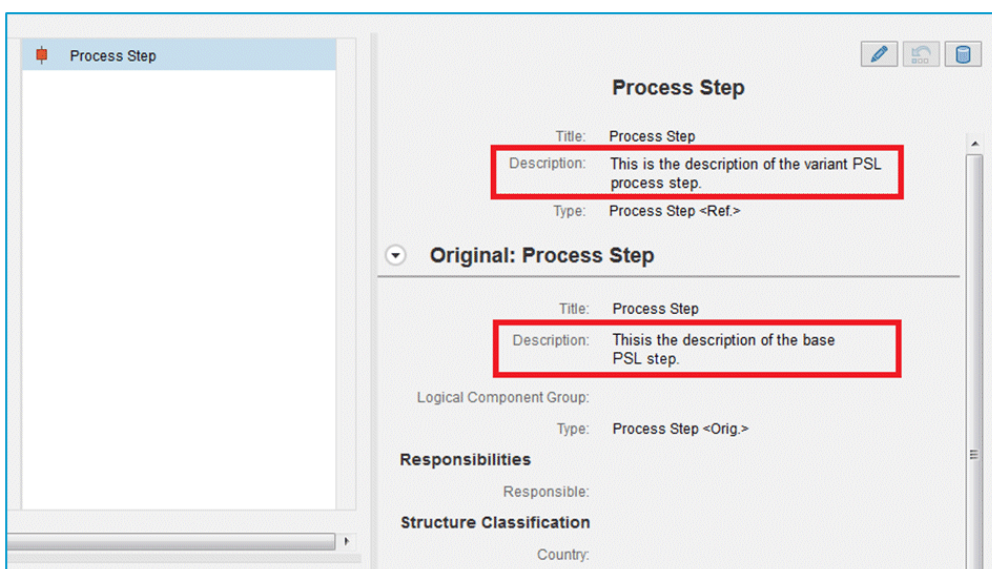 Process Step
BOO
Process Step
Title: Process Step
Description: This is the description of the variant PSL
process step.
Type: Process Step <Ref.>
Original: Process Step
Title: Process Step
Description: Thisis the description of the base
PSL step.
Logical Component Group:
Type: Process Step <Orig.>
Responsibilities
Responsible:
Structure Classification
Country: